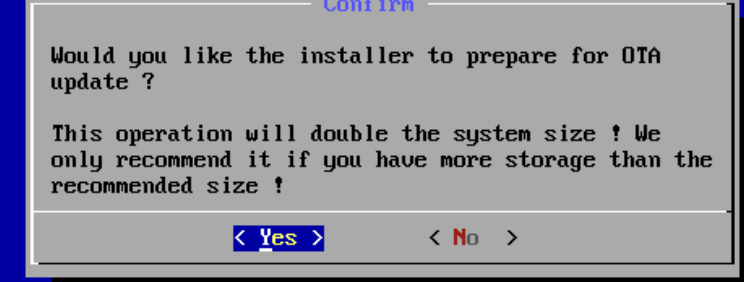 Confirm
Would you like the installer to prepare for OTA
update ?
This operation will double the system size ! We
only recommend it if you have more storage than the
recommended size !
< Yes > < No >